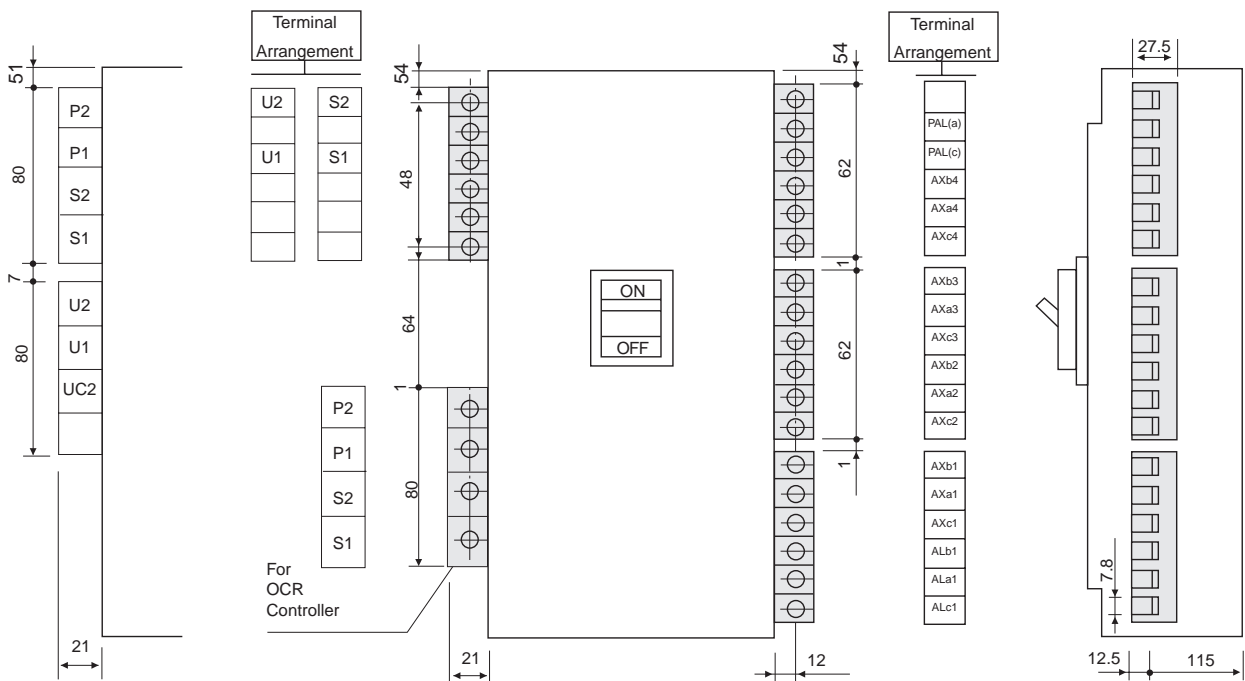 51
P2
P1
S2
S1
80
7
U2
U1
UC2
80
21
Terminal
Arrangement
U2
U1
S2
S1
P2
P1
S2
S1
For
OCR
Controller
54
48
64
1
80
21
ON
OFF
54
62
1
62
1
12
Terminal
Arrangement
PAL(a)
PAL(c)
AXb4
AXa4
AXc4
AXb3
AXa3
AXc3
AXb2
AXa2
AXc2
AXb1
AXa1
AXc1
ALb1
ALa1
ALc1
27.5
7.8
12.5
115